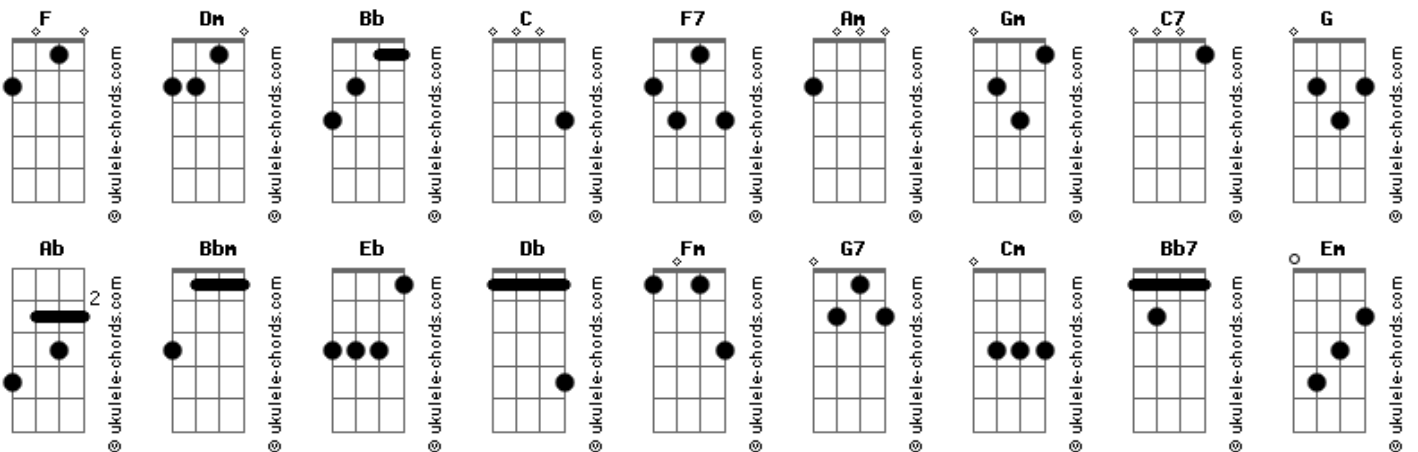 F Dm Bb C F7 Am Gm C7 G
© ukulele-chords.com © ukulele-chords.com © ukulele-chords.com © ukulele-chords.com © ukulele-chords.com © ukulele-chords.com © ukulele-chords.com © ukulele-chords.com © ukulele-chords.com
Ab Bbm Eb Db Fm G7 Cm Bb7 Em
2
© ukulele-chords.com © ukulele-chords.com © ukulele-chords.com © ukulele-chords.com © ukulele-chords.com © ukulele-chords.com © ukulele-chords.com © ukulele-chords.com © ukulele-chords.com